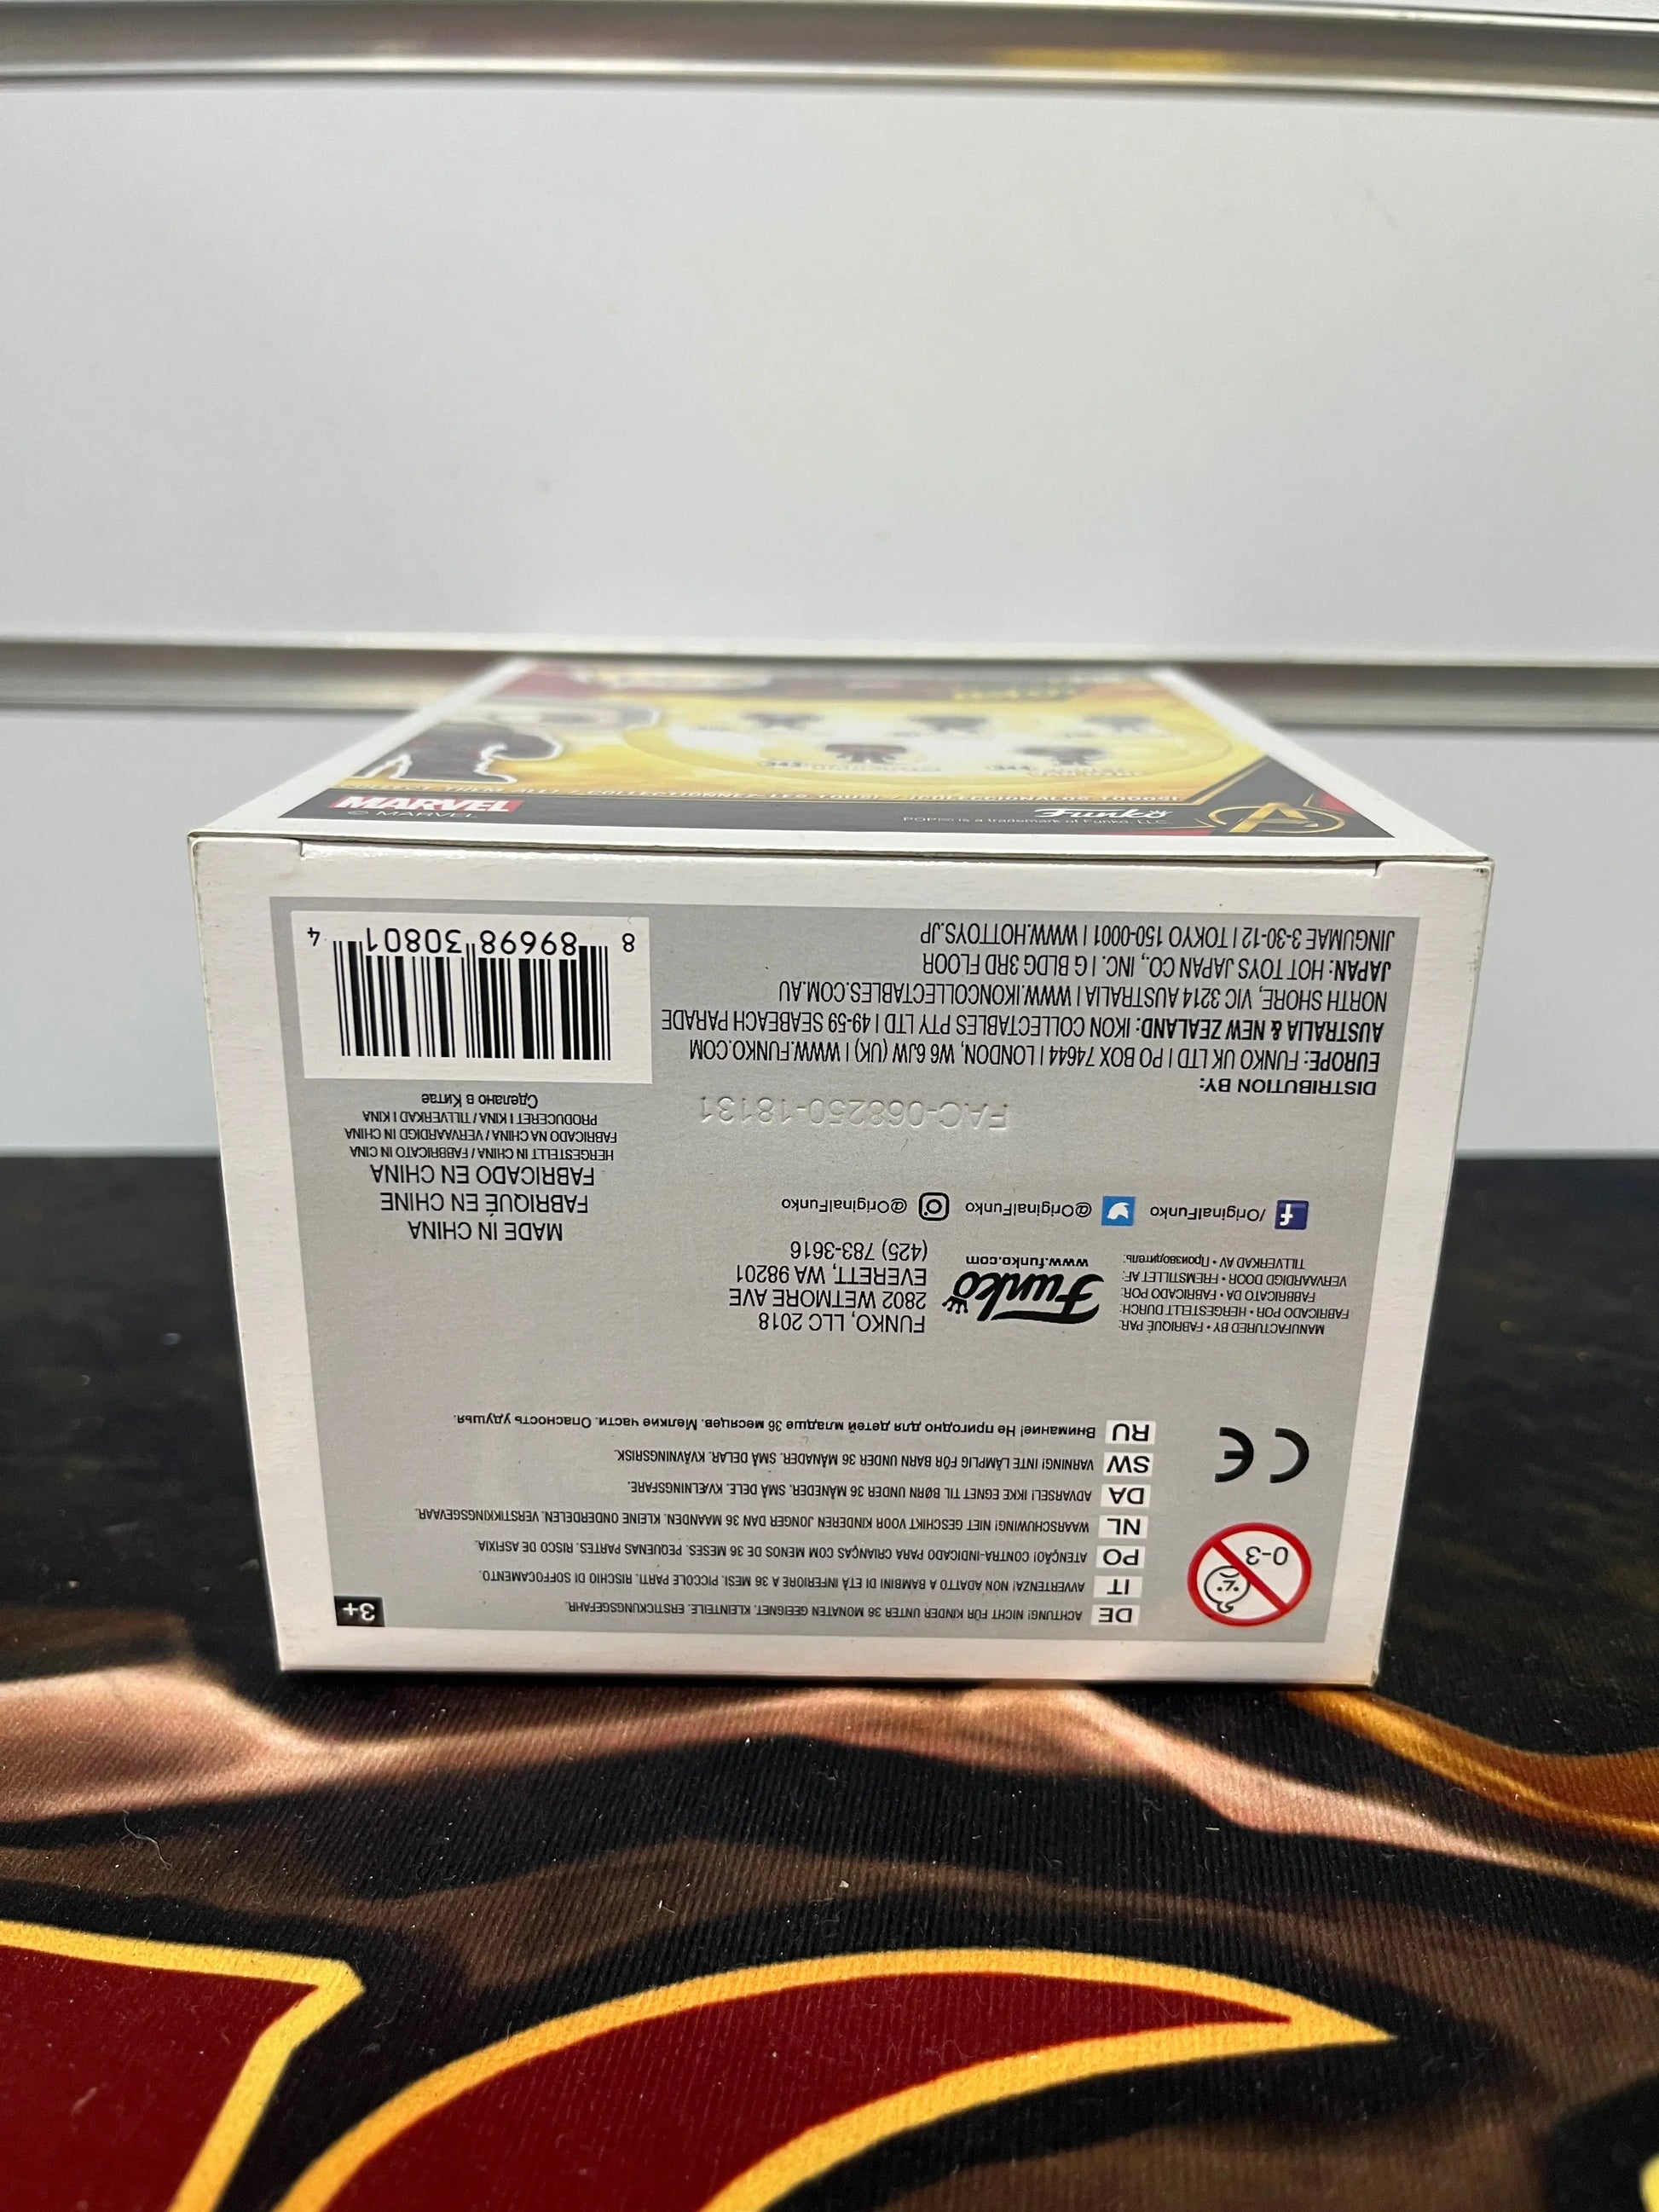 DE ACHTUNG! NICHT FÜR KINDER UNTER 36 MONATEN GEEIGNET. KLEINTEILE. ERSTICKUNGSGEFAHR.
IT AVVERTENZA! NON ADATTO A BAMBINI DI ETÀ INFERIORE A 36 MESI. PICCOLE PARTI. RISCHIO DI SOFFOCAMENTO.
PO ATENÇÃO! CONTRA-INDICADO PARA CRIANÇAS COM MENOS DE 36 MESES. PEQUENAS PARTES. RISCO DE ASFIXIA.
NL WAARSCHUWING! NIET GESCHIKT VOOR KINDEREN JONGER DAN 36 MAANDEN. KLEINE ONDERDELEN. VERSTIKKINGSGEVAAR.
DA ADVARSEL! IKKE EGNET TIL BØRN UNDER 36 MÅNEDER. SMÅ DELE. KVÆLNINGSFARE.
SW VARNING! INTE LÄMPLIG FÖR BARN UNDER 36 MÅNADER. SMÅ DELAR. KVÄVNINGSRISK.
RU Внимание! Не пригодно для детей младше 36 месяцев. Мелкие части. Опасность удушья.
0-3
CE
3+
MANUFACTURED BY • FABRIQUÉ PAR:
FABRICADO POR • HERGESTELLT DURCH:
FABBRICATO DA • FABRICADO POR:
VERVAARDIGD DOOR • FREMSTILLET AF:
TILLVERKAD AV • Производитель:
Funko
www.funko.com
FUNKO, LLC 2018
2802 WETMORE AVE
EVERETT, WA 98201
(425) 783-3616
/OriginalFunko @OriginalFunko @OriginalFunko
MADE IN CHINA
FABRIQUÉ EN CHINE
FABRICADO EN CHINA
HERGESTELLT IN CHINA / FABBRICATO IN CINA
FABRICADO NA CHINA / VERVAARDIGD IN CHINA
PRODUCERET I KINA / TILLVERKAD I KINA
Сделано в Китае
FAC-068250-18131
DISTRIBUTION BY:
EUROPE: FUNKO UK LTD | PO BOX 74644 | LONDON, W6 6JW (UK) | WWW.FUNKO.COM
AUSTRALIA & NEW ZEALAND: IKON COLLECTABLES PTY LTD | 49-59 SEABEACH PARADE
NORTH SHORE, VIC 3214 AUSTRALIA | WWW.IKONCOLLECTABLES.COM.AU
JAPAN: HOT TOYS JAPAN CO., INC. | G BLDG 3RD FLOOR
JINGUMAE 3-30-12 | TOKYO 150-0001 | WWW.HOTTOYS.JP
8 89698 30801 4
MARVEL
© MARVEL
Funko
POP!™ is a trademark of Funko, LLC